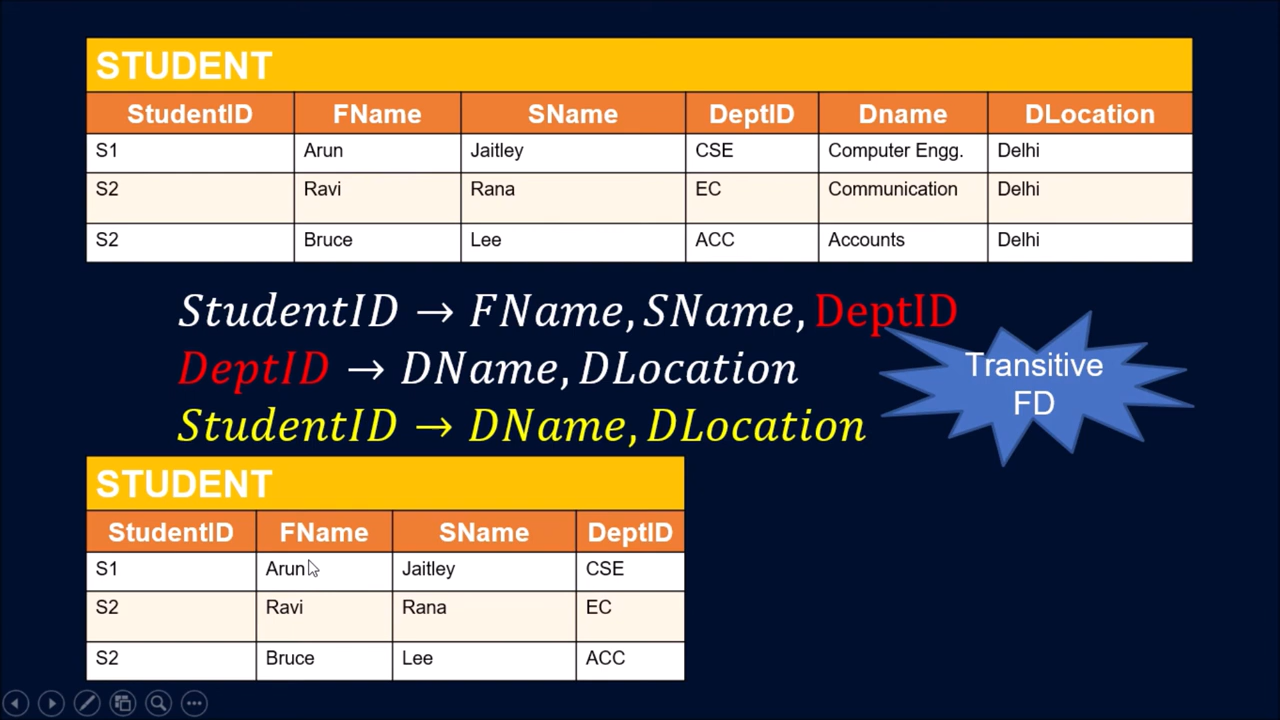 STUDENT
StudentID FName SName DeptID Dname DLocation
S1 Arun Jaitley CSE Computer Engg. Delhi
S2 Ravi Rana EC Communication Delhi
S2 Bruce Lee ACC Accounts Delhi
StudentID → FName, SName, DeptID
DeptID → DName, DLocation
StudentID → DName, DLocation
Transitive
FD
STUDENT
StudentID FName SName DeptID
S1 Arun Jaitley CSE
S2 Ravi Rana EC
S2 Bruce Lee ACC